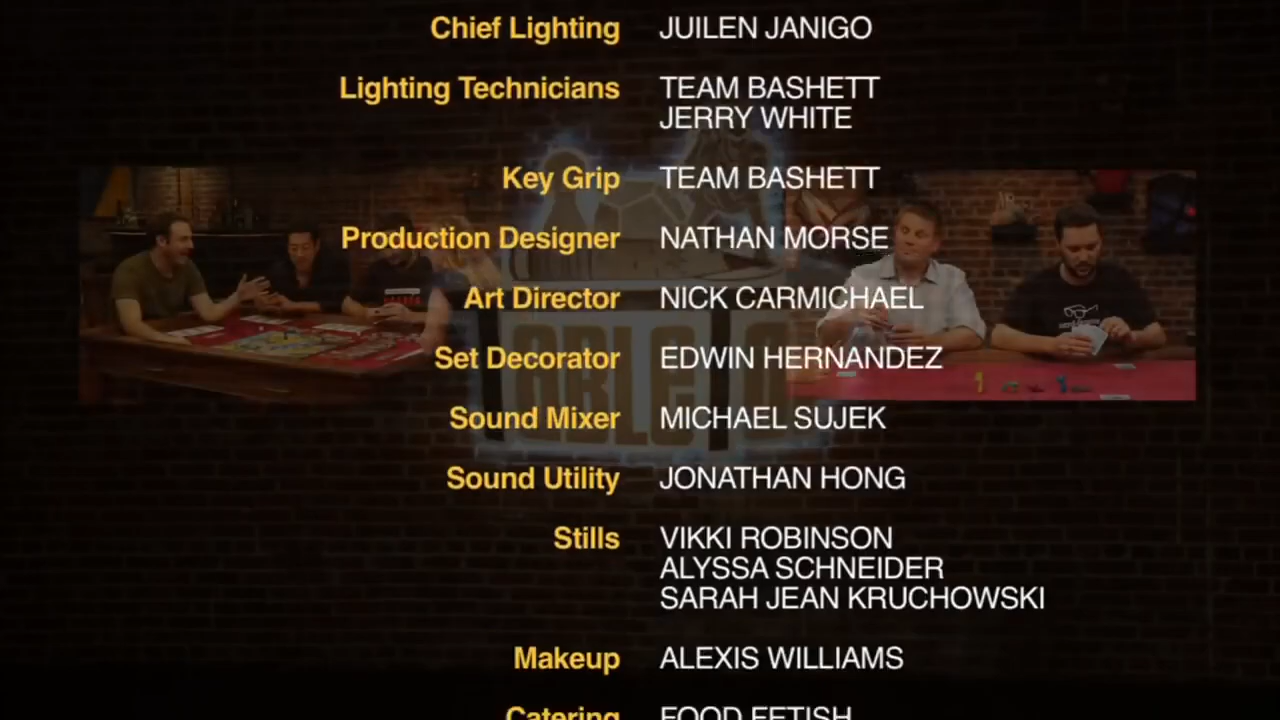 Chief Lighting JUILEN JANIGO
Lighting Technicians TEAM BASHETT
JERRY WHITE
Key Grip TEAM BASHETT
Production Designer NATHAN MORSE
Art Director NICK CARMICHAEL
Set Decorator EDWIN HERNANDEZ
Sound Mixer MICHAEL SUJEK
Sound Utility JONATHAN HONG
Stills VIKKI ROBINSON
ALYSSA SCHNEIDER
SARAH JEAN KRUCHOWSKI
Makeup ALEXIS WILLIAMS
Catering FOOD FETISH